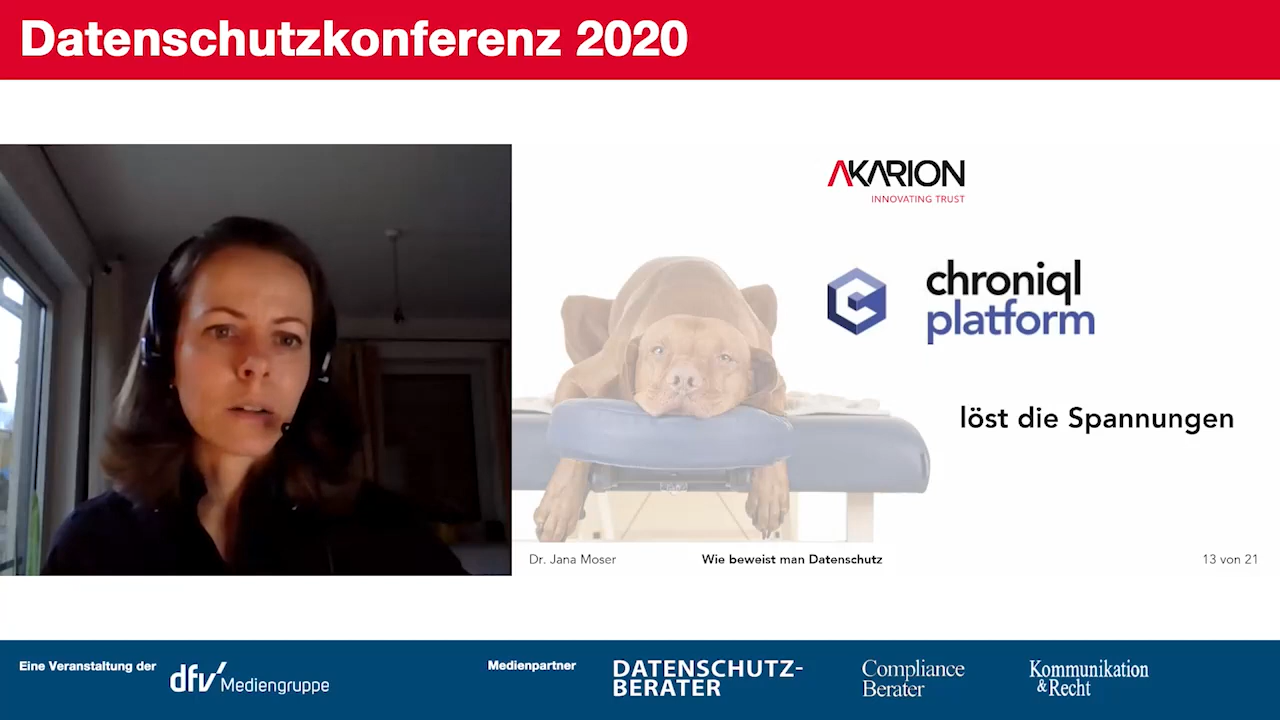 Datenschutzkonferenz 2020
AKARION
INNOVATING TRUST
chroniql
platform
löst die Spannungen
Dr. Jana Moser
Wie beweist man Datenschutz
13 von 21
Eine Veranstaltung der
dfv Mediengruppe
Medienpartner
DATENSCHUTZ-
BERATER
Compliance
Berater
Kommunikation
&Recht